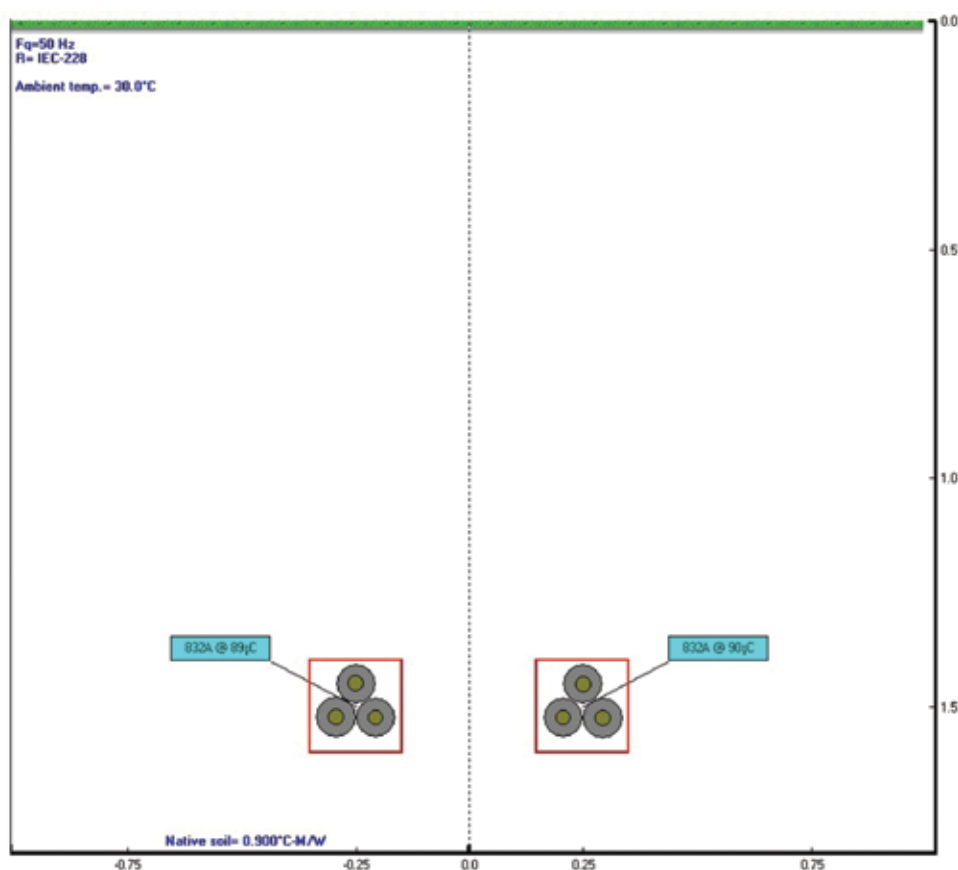 Fq=50 Hz
R= IEC-228
Ambient temp.= 30.0°C
0.0
0.5
1.0
832A @ 89¡C
832A @ 90¡C
1.5
Native soil= 0.900°C-M/W
-0.75
-0.25
0.0
0.25
0.75